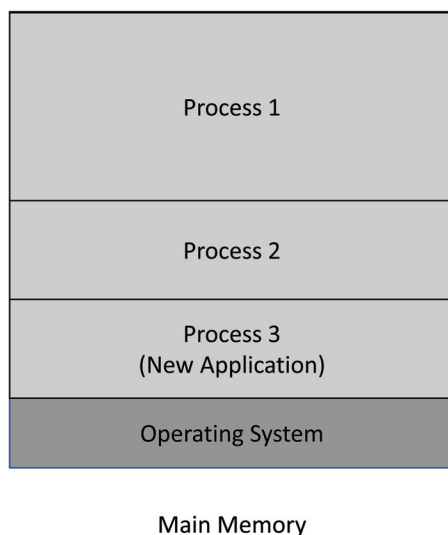 Process 1
Process 2
Process 3
(New Application)
Operating System
Main Memory